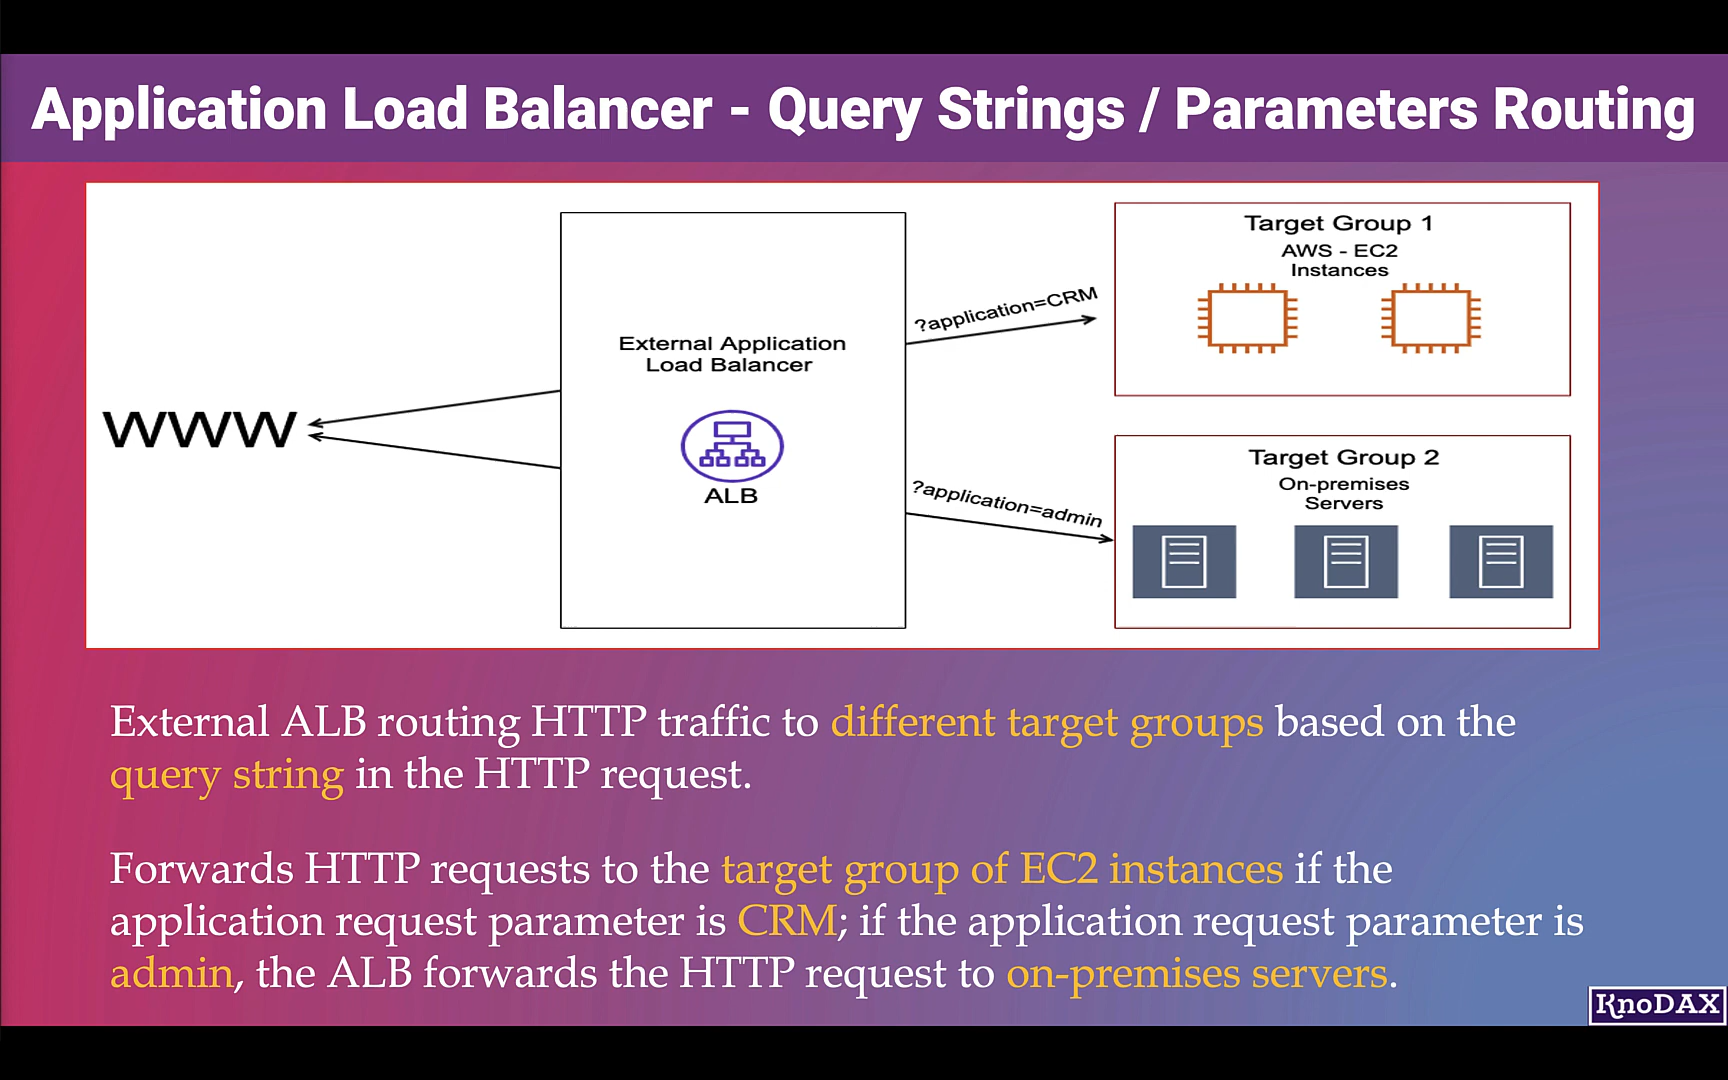 Application Load Balancer - Query Strings / Parameters Routing
Target Group 1
AWS - EC2
Instances
?application=CRM
External Application
Load Balancer
WWW
ALB
Target Group 2
On-premises
Servers
?application=admin
External ALB routing HTTP traffic to different target groups based on the
query string in the HTTP request.
Forwards HTTP requests to the target group of EC2 instances if the
application request parameter is CRM; if the application request parameter is
admin, the ALB forwards the HTTP request to on-premises servers.
KnoDAX